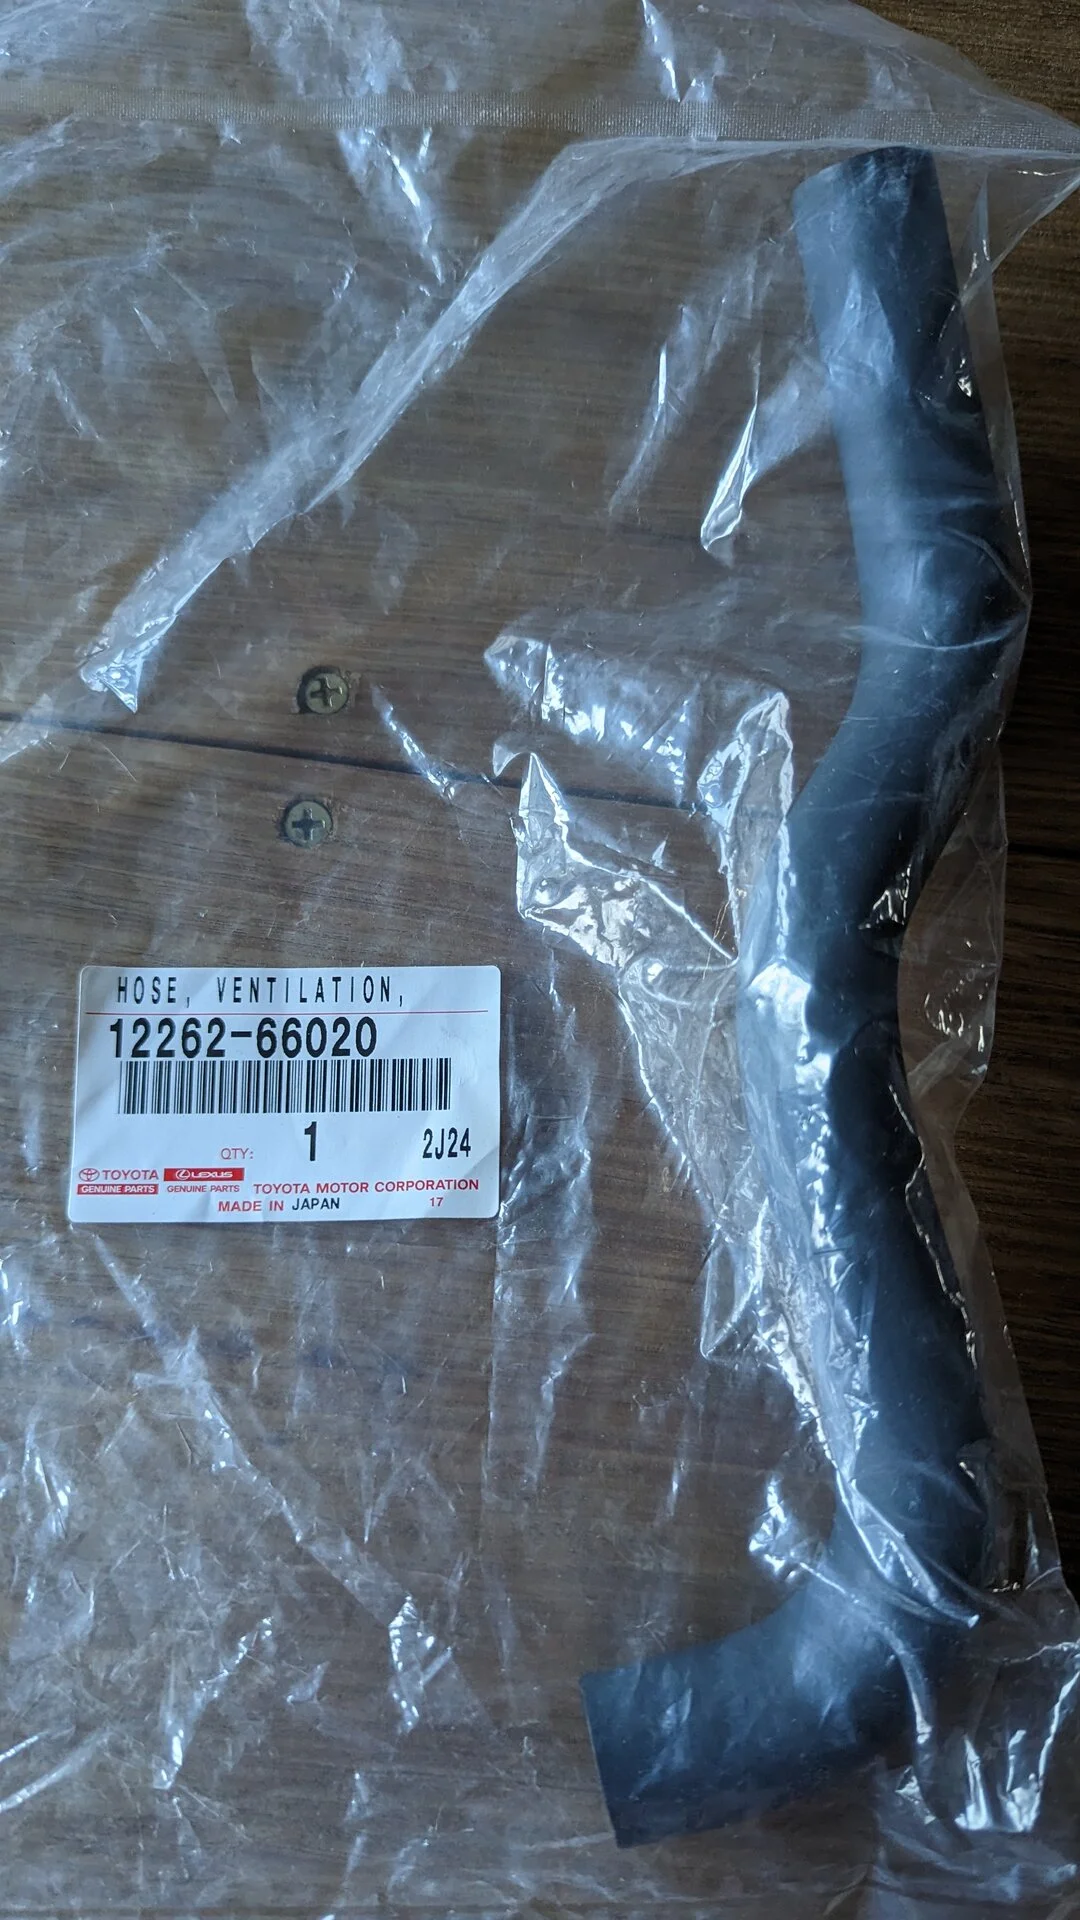 HOSE, VENTILATION,
12262-66020
QTY: 1 2J24
TOYOTA LEXUS
GENUINE PARTS GENUINE PARTS TOYOTA MOTOR CORPORATION
MADE IN JAPAN 17